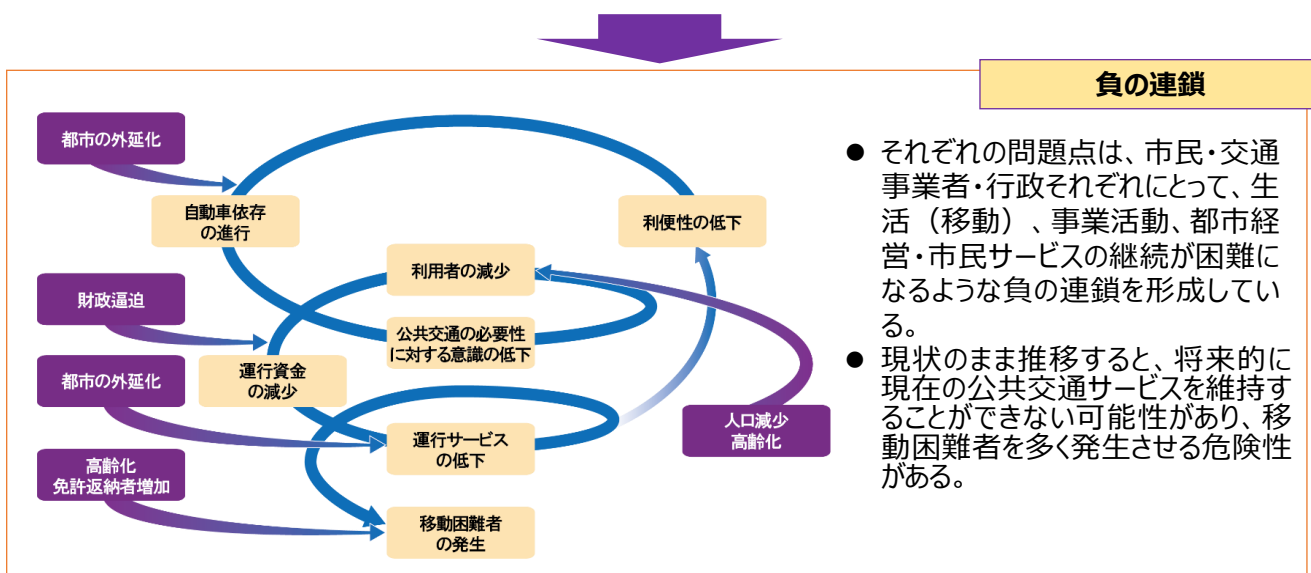 負の連鎖
都市の外延化
自動車依存
の進行
利便性の低下
利用者の減少
財政逼迫
公共交通の必要性
に対する意識の低下
運行資金
の減少
都市の外延化
人口減少
高齢化
運行サービス
の低下
高齢化
免許返納者増加
移動困難者
の発生
● それぞれの問題点は、市民・交通
事業者・行政それぞれにとって、生
活（移動）、事業活動、都市経
営・市民サービスの継続が困難に
なるような負の連鎖を形成してい
る。
● 現状のまま推移すると、将来的に
現在の公共交通サービスを維持す
ることができない可能性があり、移
動困難者を多く発生させる危険性
がある。